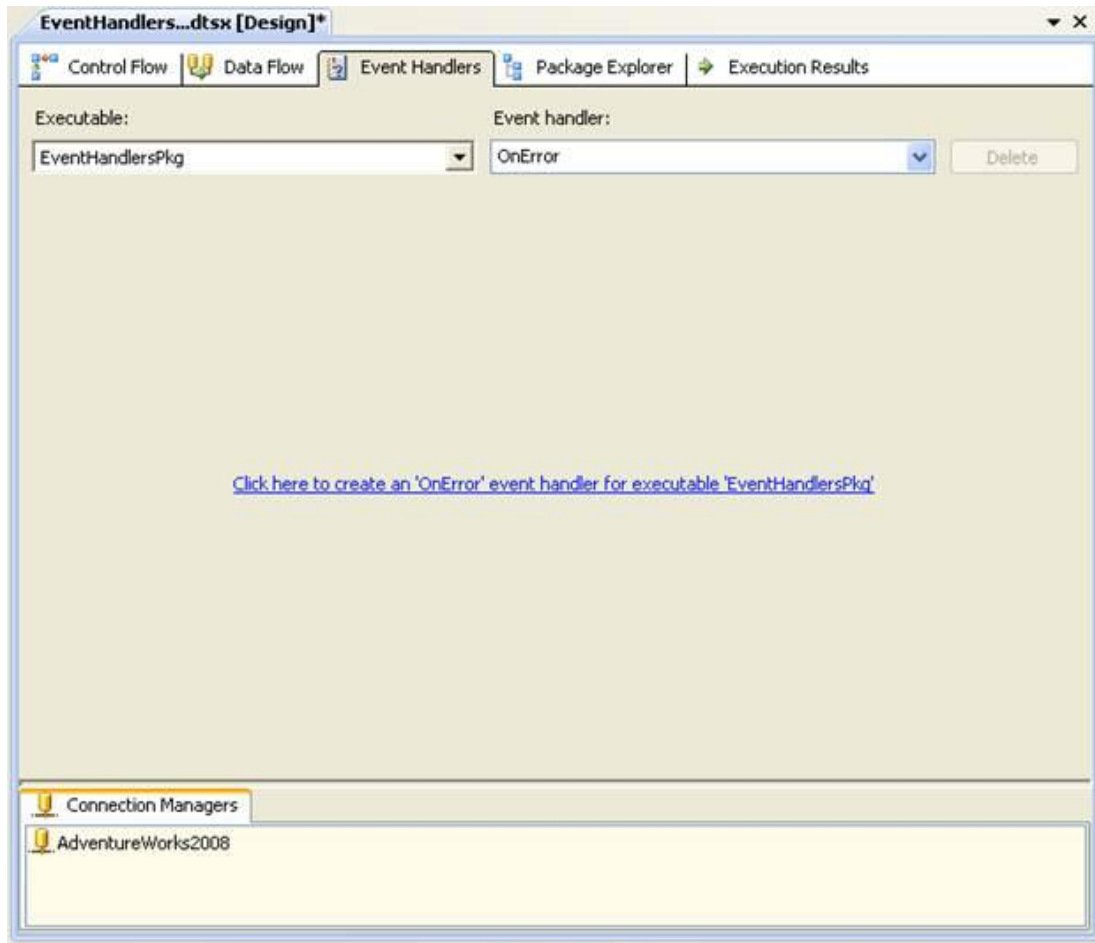 EventHandlers...dtsx [Design]*
Control Flow Data Flow Event Handlers Package Explorer Execution Results
Executable: Event handler:
EventHandlersPkg OnError Delete
Click here to create an 'OnError' event handler for executable 'EventHandlersPkg'
Connection Managers
AdventureWorks2008